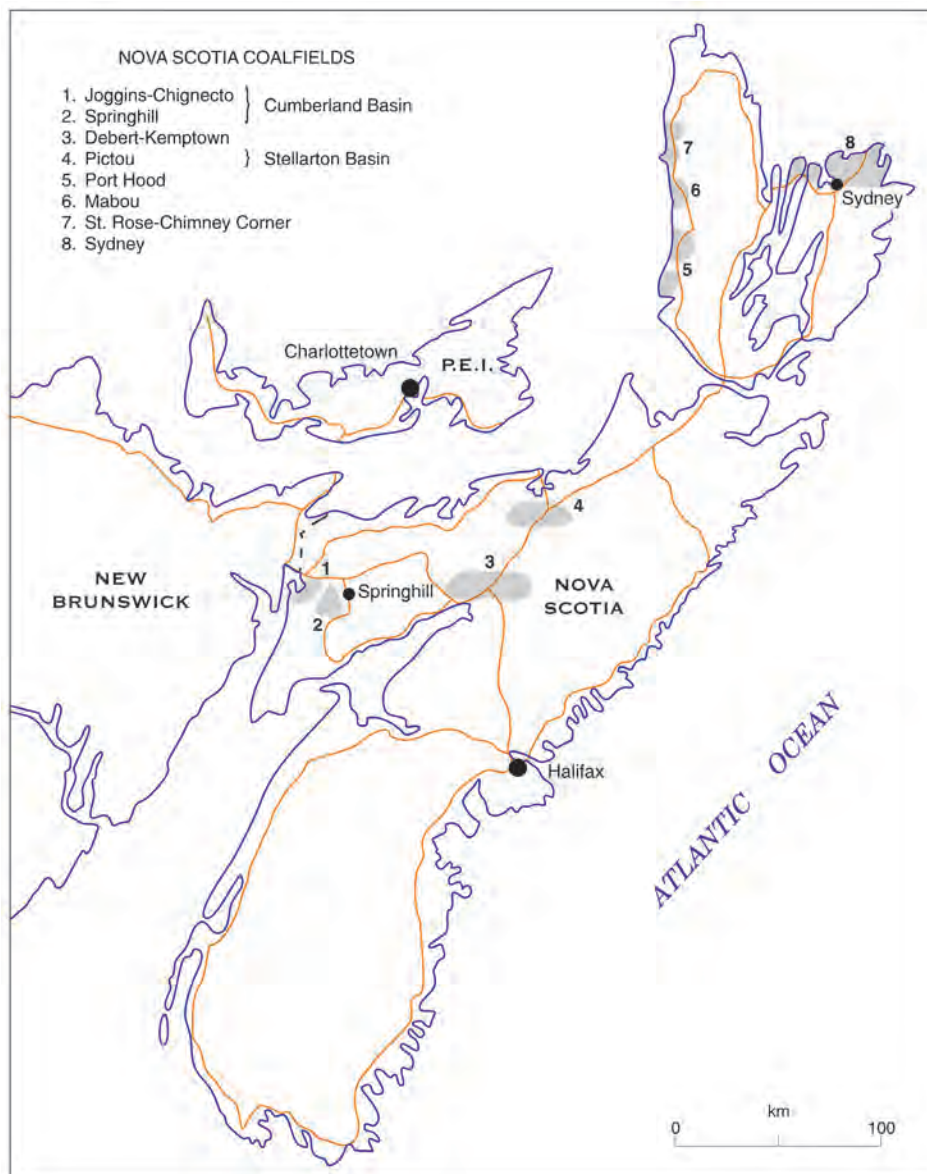 NOVA SCOTIA COALFIELDS
1. Joggins-Chignecto
2. Springhill
Cumberland Basin
3. Debert-Kemptown
4. Pictou
Stellarton Basin
5. Port Hood
6. Mabou
7. St. Rose-Chimney Corner
8. Sydney
8
7
Sydney
6
5
Charlottetown
P.E.I.
4
1
3
NEW
BRUNSWICK
Springhill
NOVA
SCOTIA
2
Halifax
ATLANTIC OCEAN
km
0
100